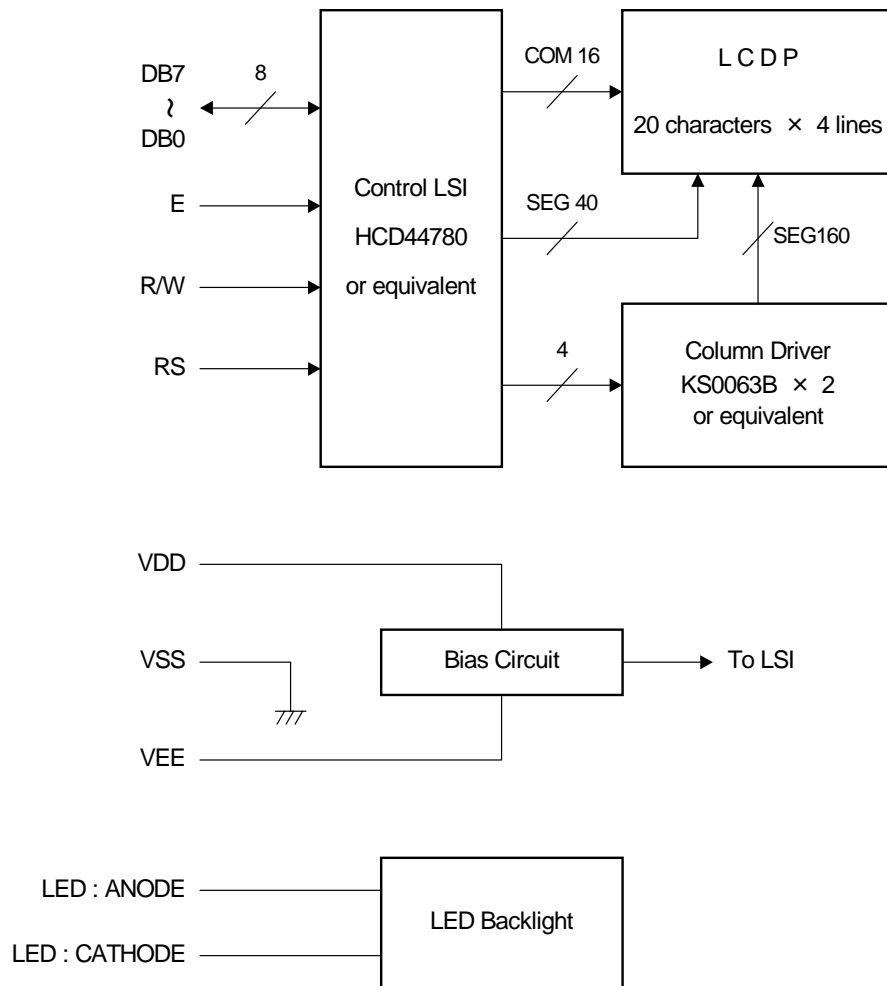 DB7
~
DB0
8
E
R/W
RS
Control LSI
HCD44780
or equivalent
COM 16
SEG 40
4
L C D P
20 characters × 4 lines
SEG160
Column Driver
KS0063B × 2
or equivalent
VDD
VSS
VEE
Bias Circuit
To LSI
LED : ANODE
LED : CATHODE
LED Backlight